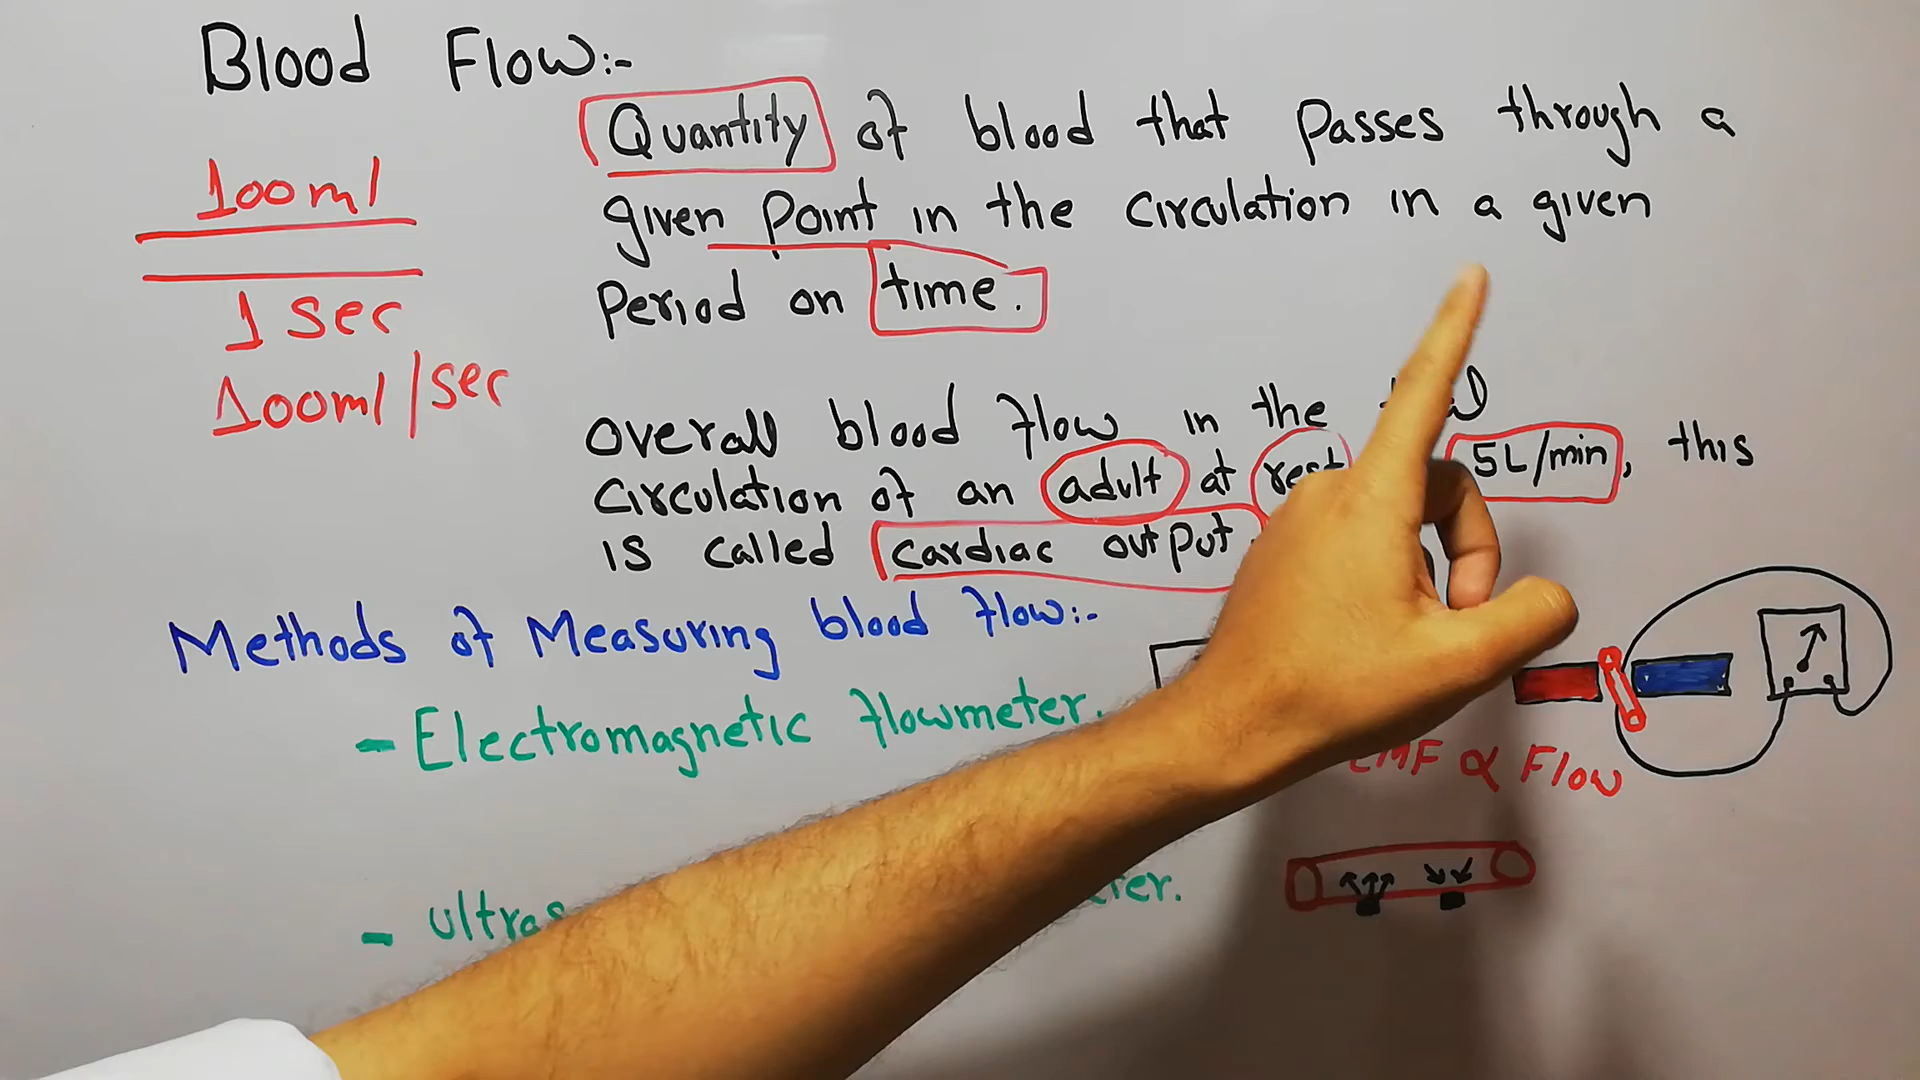 Blood Flow:-
Quantity of blood that passes through a
given point in the circulation in a given
period on time.
100ml
1 sec
100ml/sec
overall blood flow in the
circulation of an adult at rest 5L/min, this
is called cardiac output
Methods of Measuring blood flow:-
- Electromagnetic flowmeter.
EMF ∝ Flow
-